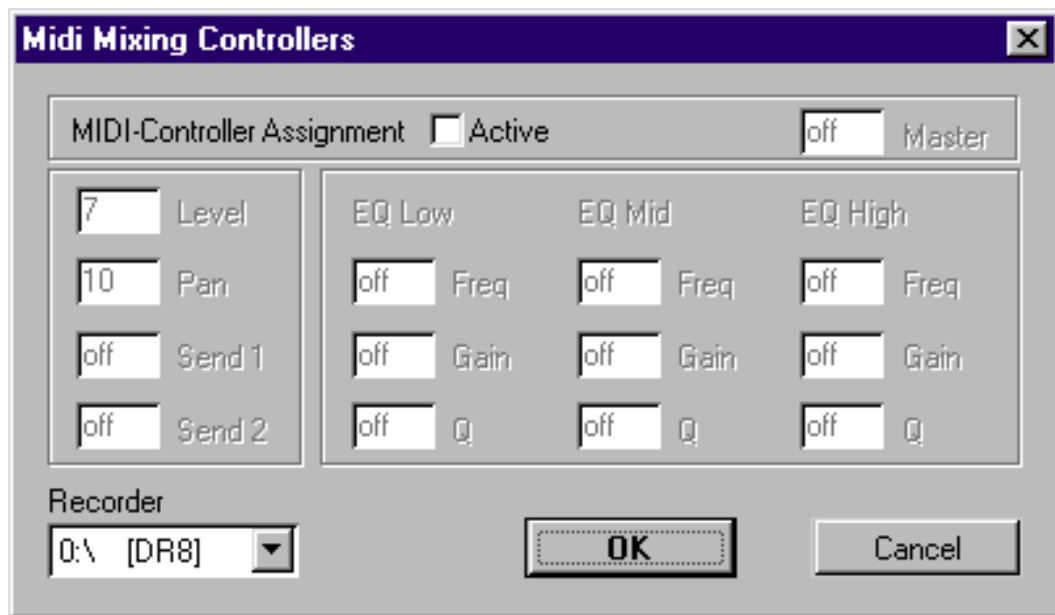 Midi Mixing Controllers
MIDI-Controller Assignment Active off Master
7 Level
10 Pan
off Send 1
off Send 2
EQ Low EQ Mid EQ High
off Freq off Freq off Freq
off Gain off Gain off Gain
off Q off Q off Q
Recorder
0:\ [DR8]
OK Cancel